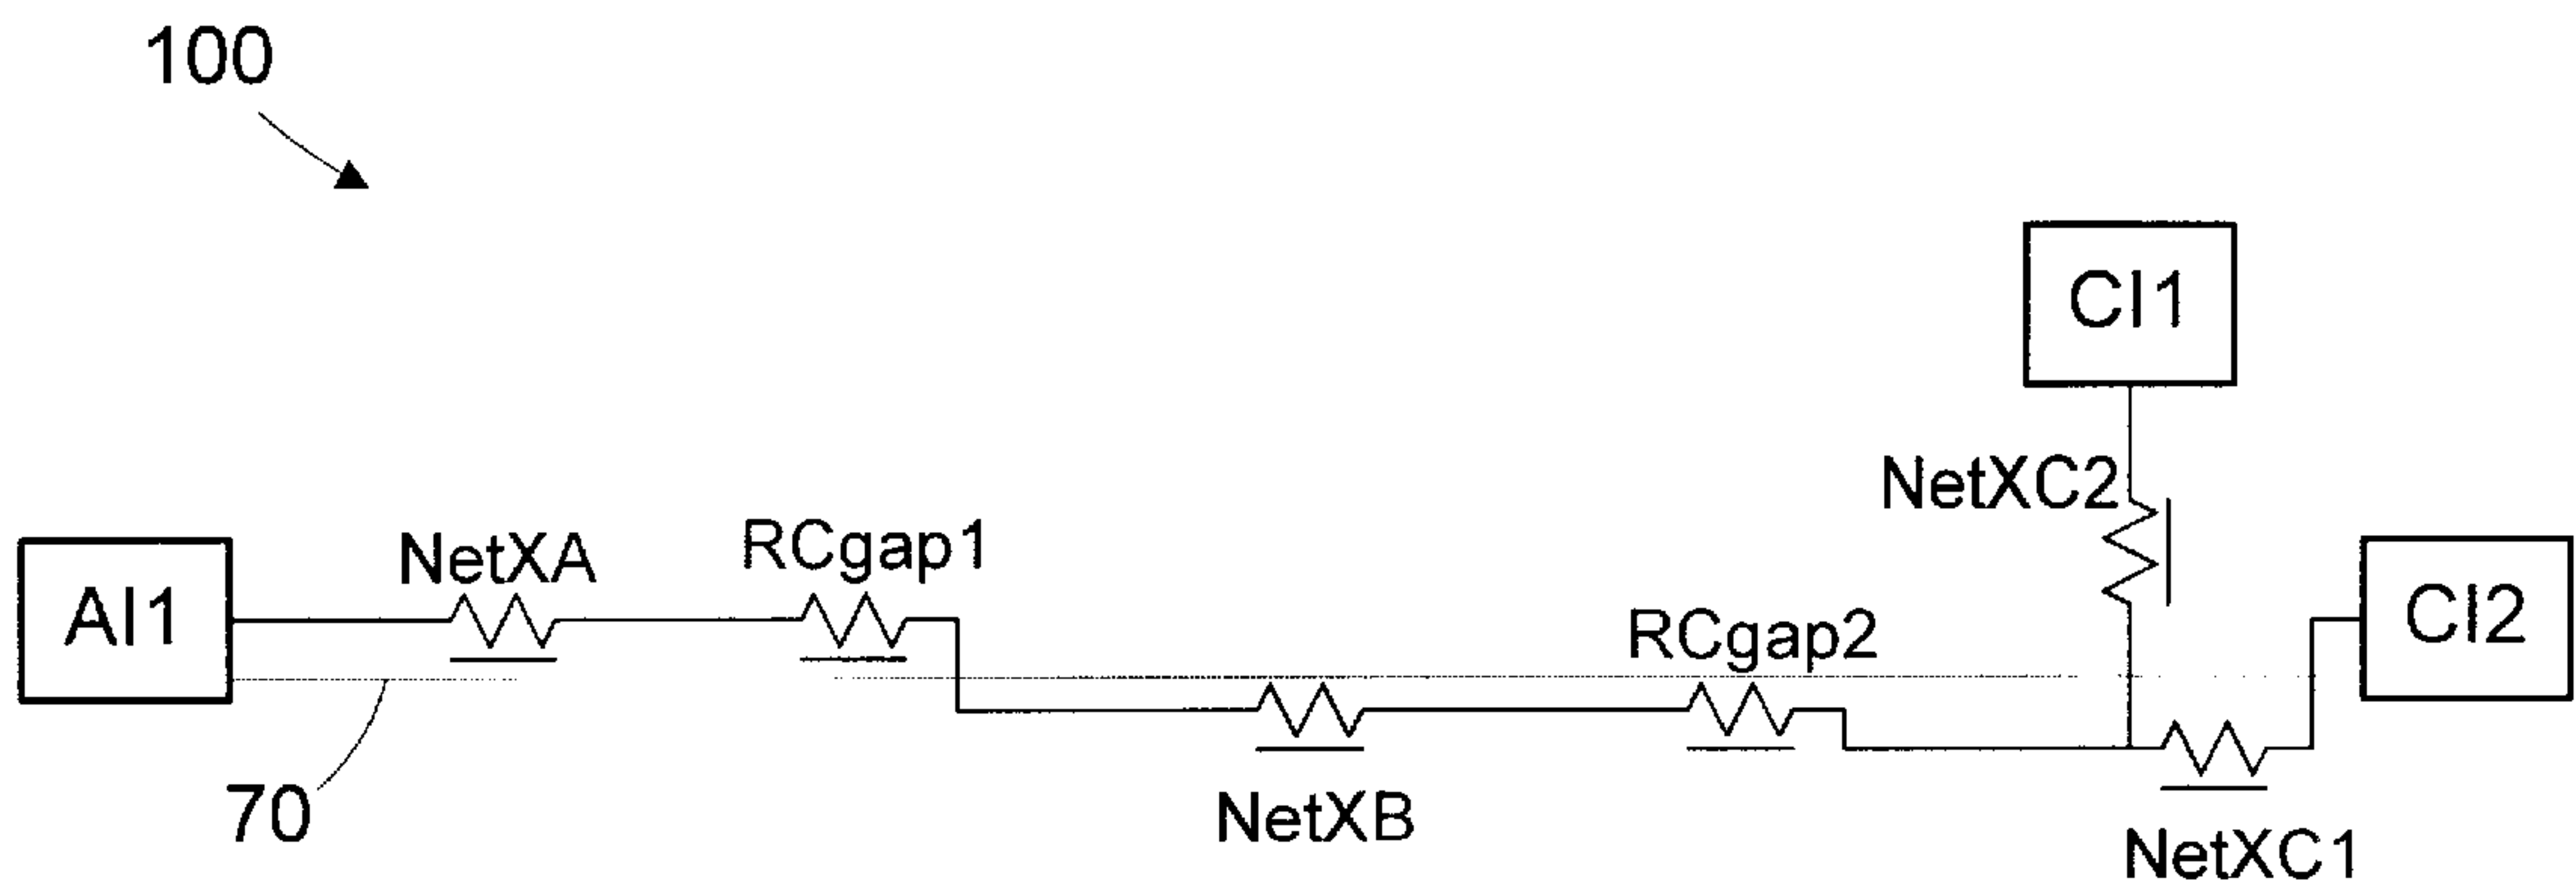 100
CI1
NetXC2
NetXA
RCgap1
AI1
RCgap2
CI2
70
NetXB
NetXC1